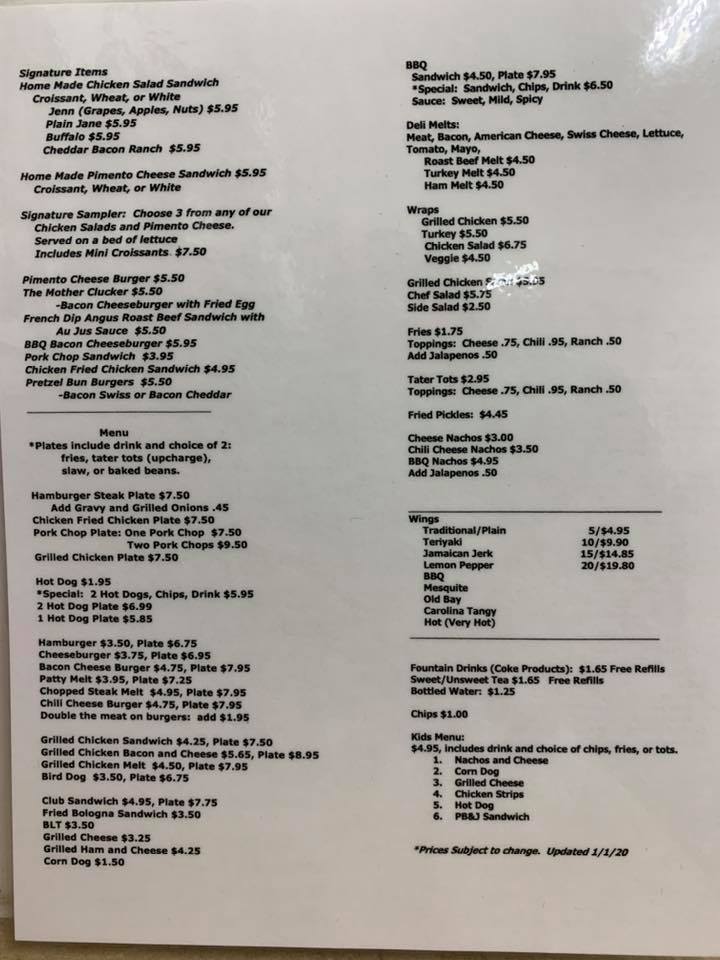 Signature Items
Home Made Chicken Salad Sandwich
Croissant, Wheat, or White
Jenn (Grapes, Apples, Nuts) $5.95
Plain Jane $5.95
Buffalo $5.95
Cheddar Bacon Ranch $5.95
Home Made Pimento Cheese Sandwich $5.95
Croissant, Wheat, or White
Signature Sampler: Choose 3 from any of our
Chicken Salads and Pimento Cheese.
Served on a bed of lettuce
Includes Mini Croissants $7.50
Pimento Cheese Burger $5.50
The Mother Clucker $5.50
-Bacon Cheeseburger with Fried Egg
French Dip Angus Roast Beef Sandwich with
Au Jus Sauce $5.50
BBQ Bacon Cheeseburger $5.95
Pork Chop Sandwich $3.95
Chicken Fried Chicken Sandwich $4.95
Pretzel Bun Burgers $5.50
-Bacon Swiss or Bacon Cheddar
Menu
*Plates include drink and choice of 2:
fries, tater tots (upcharge),
slaw, or baked beans.
Hamburger Steak Plate $7.50
Add Gravy and Grilled Onions .45
Chicken Fried Chicken Plate $7.50
Pork Chop Plate: One Pork Chop $7.50
Two Pork Chops $9.50
Grilled Chicken Plate $7.50
Hot Dog $1.95
*Special: 2 Hot Dogs, Chips, Drink $5.95
2 Hot Dog Plate $6.99
1 Hot Dog Plate $5.85
Hamburger $3.50, Plate $6.75
Cheeseburger $3.75, Plate $6.95
Bacon Cheese Burger $4.75, Plate $7.95
Patty Melt $3.95, Plate $7.25
Chopped Steak Melt $4.95, Plate $7.95
Chili Cheese Burger $4.75, Plate $7.95
Double the meat on burgers: add $1.95
Grilled Chicken Sandwich $4.25, Plate $7.50
Grilled Chicken Bacon and Cheese $5.65, Plate $8.95
Grilled Chicken Melt $4.50, Plate $7.95
Bird Dog $3.50, Plate $6.75
Club Sandwich $4.95, Plate $7.75
Fried Bologna Sandwich $3.50
BLT $3.50
Grilled Cheese $3.25
Grilled Ham and Cheese $4.25
Corn Dog $1.50
BBQ
Sandwich $4.50, Plate $7.95
*Special: Sandwich, Chips, Drink $6.50
Sauce: Sweet, Mild, Spicy
Deli Melts:
Meat, Bacon, American Cheese, Swiss Cheese, Lettuce,
Tomato, Mayo,
Roast Beef Melt $4.50
Turkey Melt $4.50
Ham Melt $4.50
Wraps
Grilled Chicken $5.50
Turkey $5.50
Chicken Salad $6.75
Veggie $4.50
Grilled Chicken
Chef Salad $5.75
Side Salad $2.50
Fries $1.75
Toppings: Cheese .75, Chili .95, Ranch .50
Add Jalapenos .50
Tater Tots $2.95
Toppings: Cheese .75, Chili .95, Ranch .50
Fried Pickles: $4.45
Cheese Nachos $3.00
Chili Cheese Nachos $3.50
BBQ Nachos $4.95
Add Jalapenos .50
Wings
Traditional/Plain 5/$4.95
Teriyaki 10/$9.90
Jamaican Jerk 15/$14.85
Lemon Pepper 20/$19.80
BBQ
Mesquite
Old Bay
Carolina Tangy
Hot (Very Hot)
Fountain Drinks (Coke Products): $1.65 Free Refills
Sweet/Unsweet Tea $1.65 Free Refills
Bottled Water: $1.25
Chips $1.00
Kids Menu:
$4.95, includes drink and choice of chips, fries, or tots.
1. Nachos and Cheese
2. Corn Dog
3. Grilled Cheese
4. Chicken Strips
5. Hot Dog
6. PB&J Sandwich
*Prices Subject to change. Updated 1/1/20